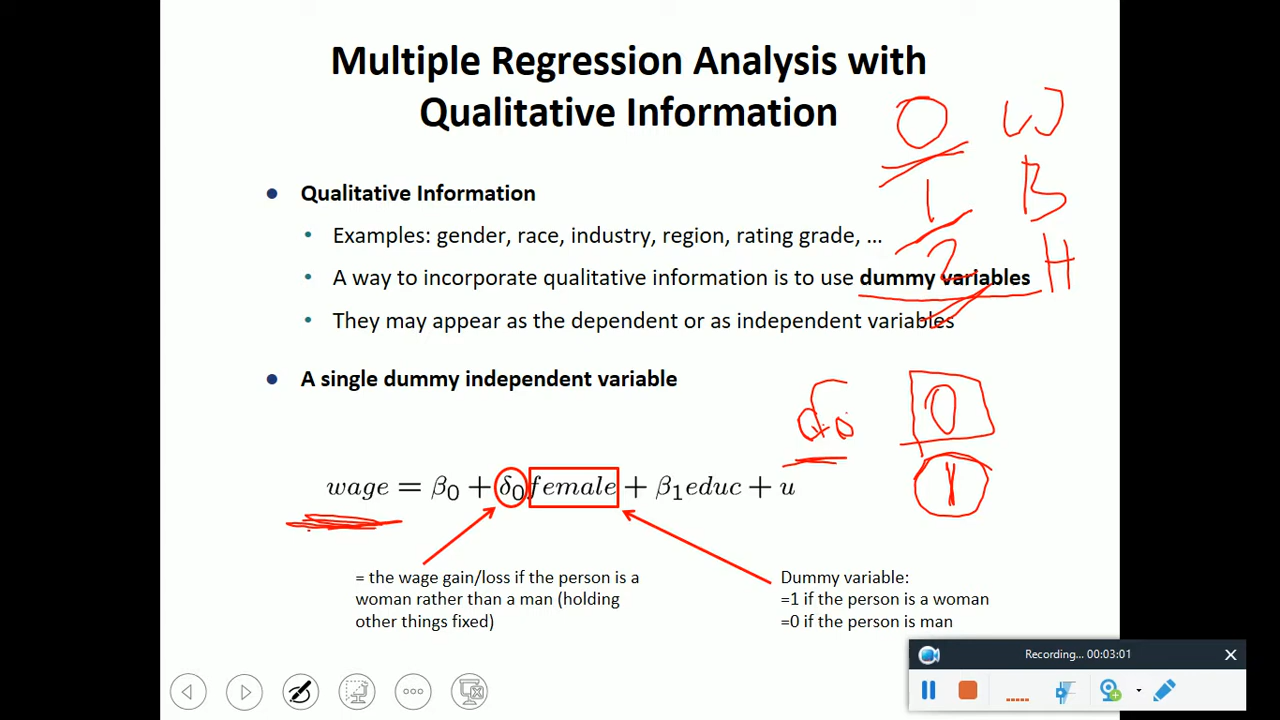 Multiple Regression Analysis with
Qualitative Information
0 W
1 B
2 H
● Qualitative Information
• Examples: gender, race, industry, region, rating grade, ...
• A way to incorporate qualitative information is to use dummy variables
• They may appear as the dependent or as independent variables
● A single dummy independent variable
δ0 0
1
wage = β0 + δ0female + β1educ + u
= the wage gain/loss if the person is a
woman rather than a man (holding
other things fixed)
Dummy variable:
=1 if the person is a woman
=0 if the person is man
Recording... 00:03:01